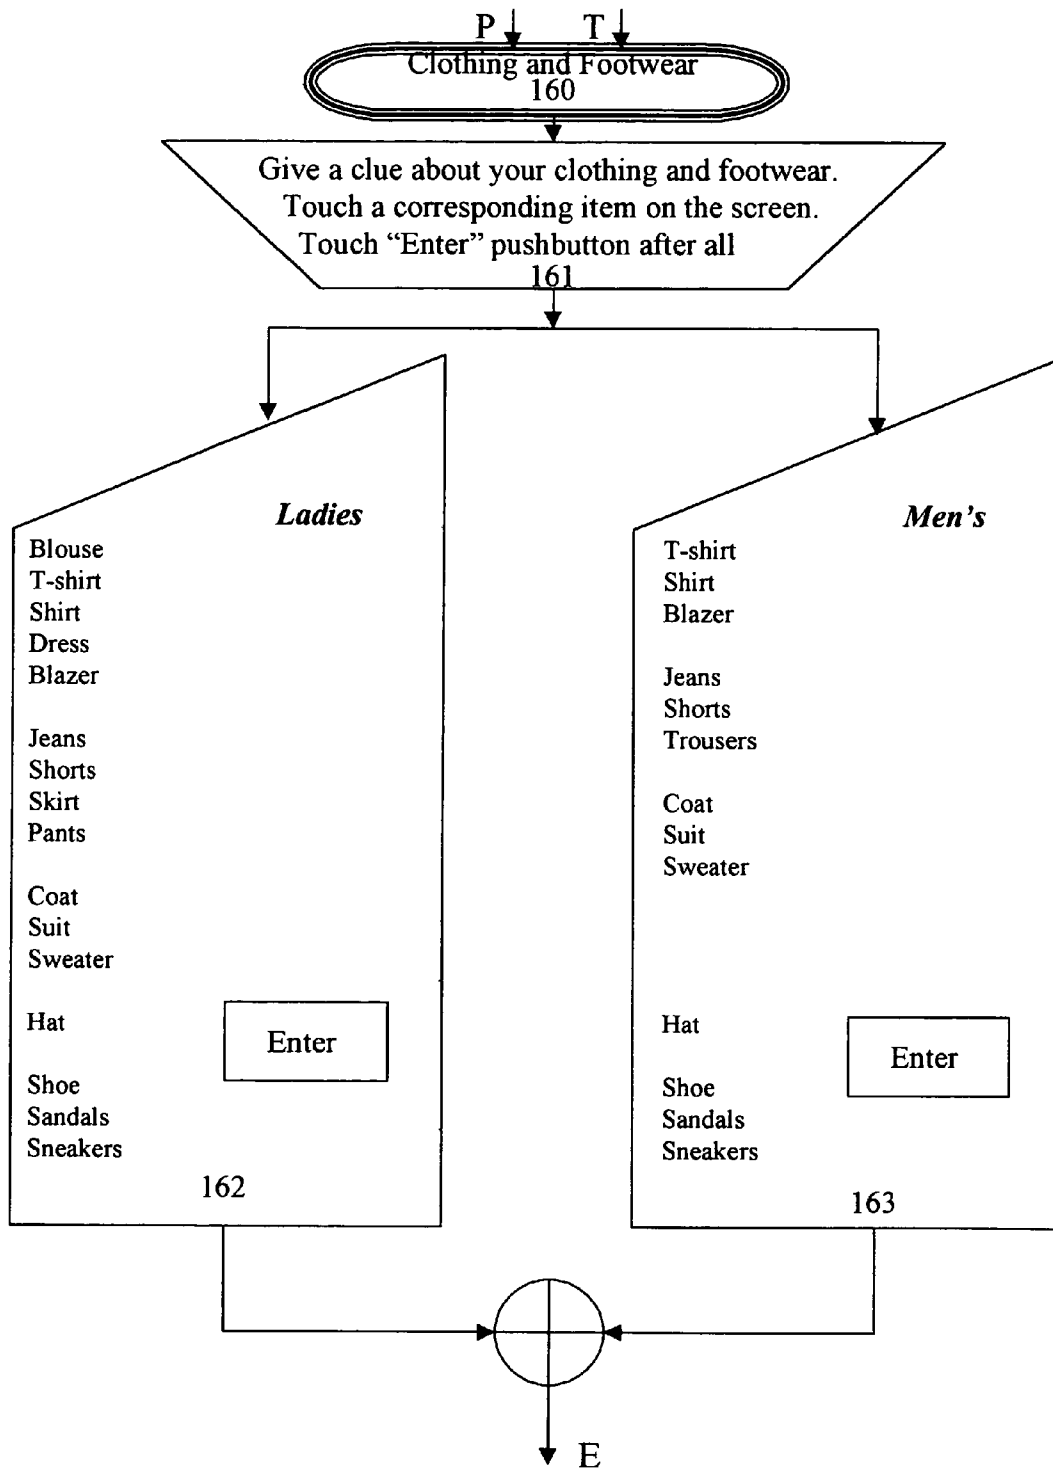 P T
Clothing and Footwear
160
Give a clue about your clothing and footwear.
Touch a corresponding item on the screen.
Touch “Enter” pushbutton after all
161
Ladies
Blouse
T-shirt
Shirt
Dress
Blazer
Jeans
Shorts
Skirt
Pants
Coat
Suit
Sweater
Hat
Enter
Shoe
Sandals
Sneakers
162
Men's
T-shirt
Shirt
Blazer
Jeans
Shorts
Trousers
Coat
Suit
Sweater
Hat
Enter
Shoe
Sandals
Sneakers
163
E